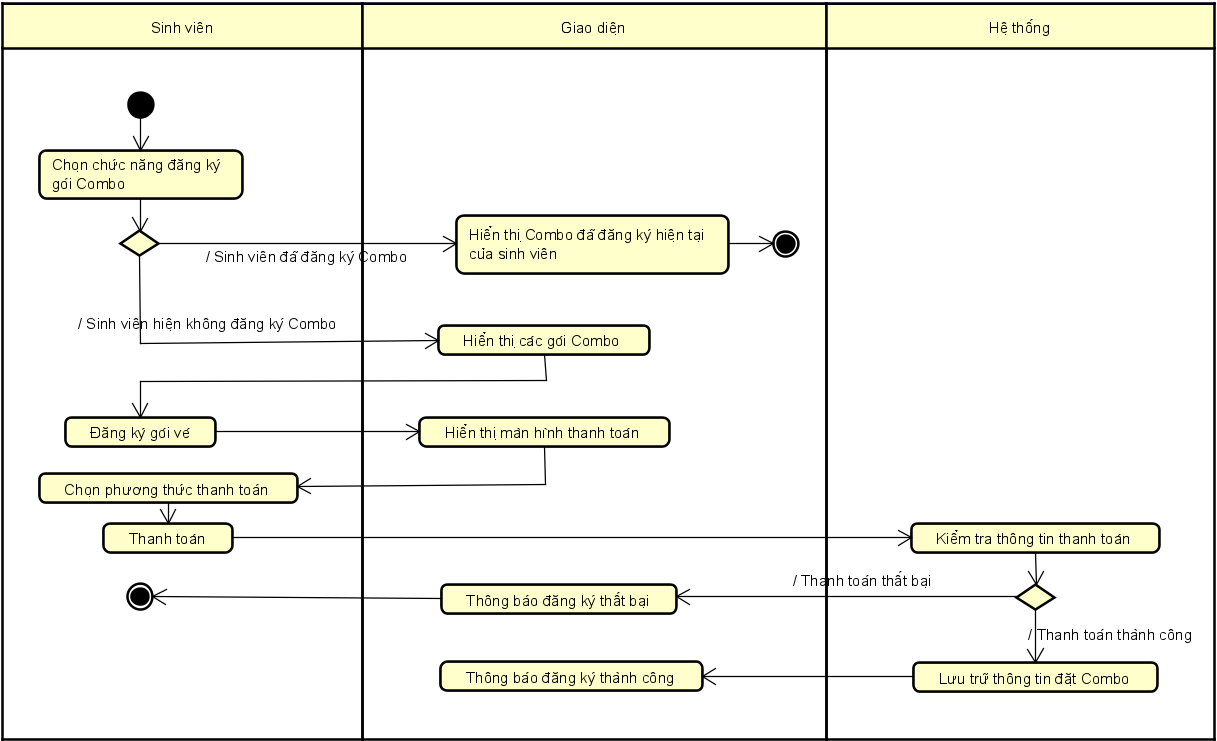 Sinh viên
Giao diện
Hệ thống
Chọn chức năng đăng ký
gói Combo
Hiển thị Combo đã đăng ký hiện tại
của sinh viên
/ Sinh viên đã đăng ký Combo
/ Sinh viên hiện không đăng ký Combo
Hiển thị các gói Combo
Đăng ký gói vé
Hiển thị màn hình thanh toán
Chọn phương thức thanh toán
Thanh toán
Kiểm tra thông tin thanh toán
/ Thanh toán thất bại
Thông báo đăng ký thất bại
/ Thanh toán thành công
Thông báo đăng ký thành công
Lưu trữ thông tin đặt Combo